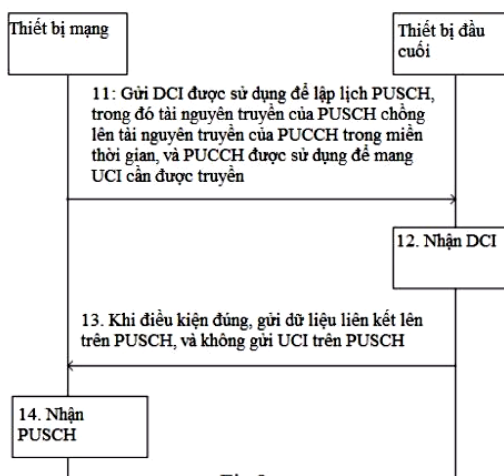 Thiết bị mạng
Thiết bị đầu
cuối
11: Gửi DCI được sử dụng để lập lịch PUSCH,
trong đó tài nguyên truyền của PUSCH chồng
lên tài nguyên truyền của PUCCH trong miền
thời gian, và PUCCH được sử dụng để mang
UCI cần được truyền
12. Nhận DCI
13. Khi điều kiện đúng, gửi dữ liệu liên kết lên
trên PUSCH, và không gửi UCI trên PUSCH
14. Nhận
PUSCH